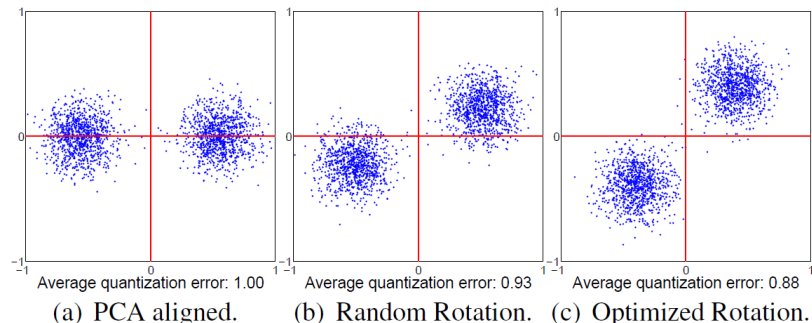 1 1 1
0 0 0
−1 −1 −1
−1 0 1 −1 0 1 −1 0 1
Average quantization error: 1.00 Average quantization error: 0.93 Average quantization error: 0.88
(a) PCA aligned. (b) Random Rotation. (c) Optimized Rotation.